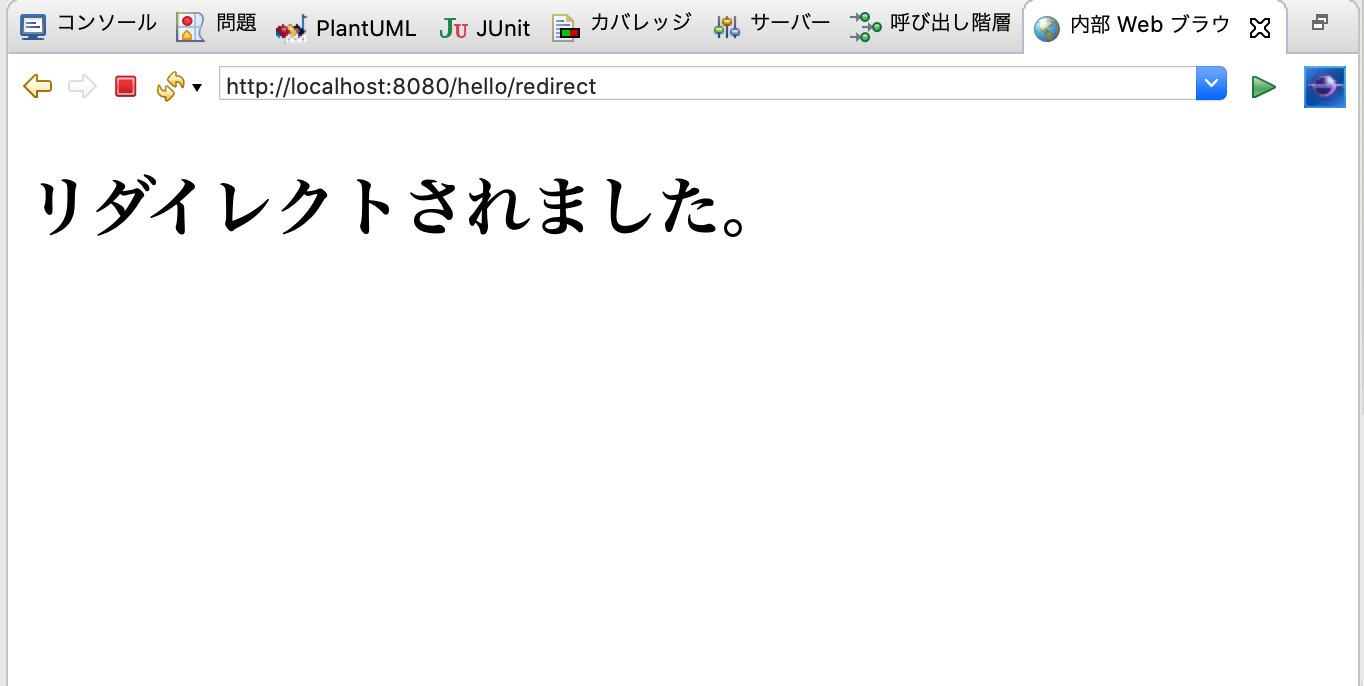 コンソール 問題 PlantUML JUnit カバレッジ サーバー 呼び出し階層 内部 Web ブラウ
http://localhost:8080/hello/redirect
リダイレクトされました。